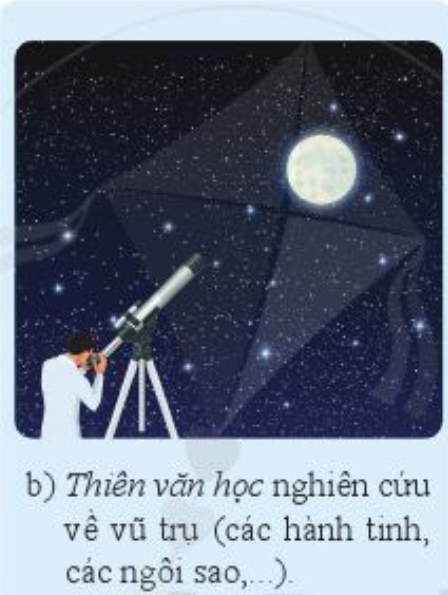 b) Thiên văn học nghiên cứu
về vũ trụ (các hành tinh,
các ngôi sao,...).